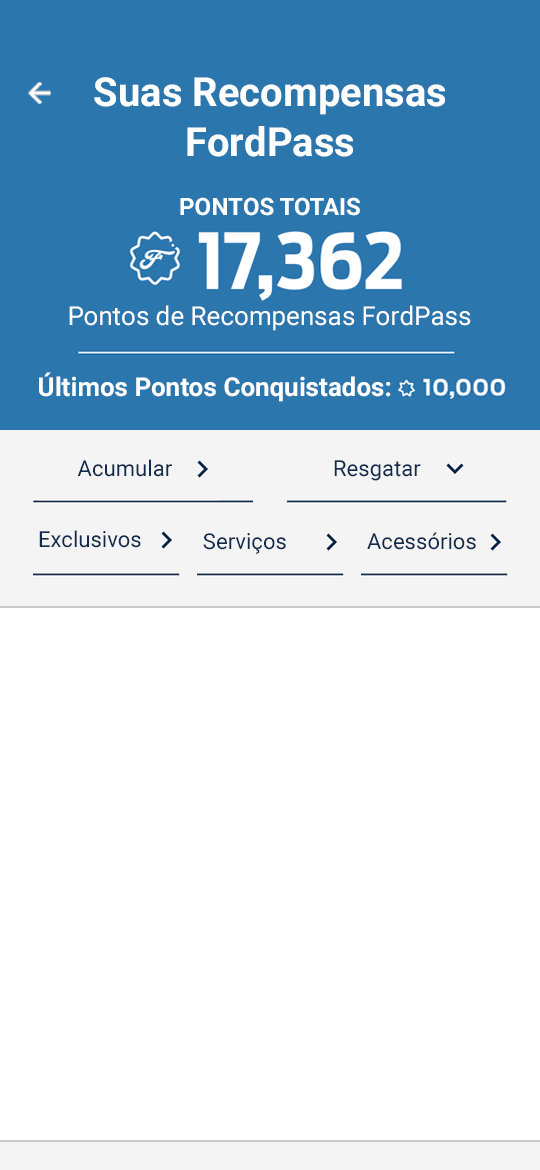 Suas Recompensas
FordPass
PONTOS TOTAIS
17,362
Pontos de Recompensas FordPass
Últimos Pontos Conquistados: 10,000
Acumular Resgatar
Exclusivos Serviços Acessórios